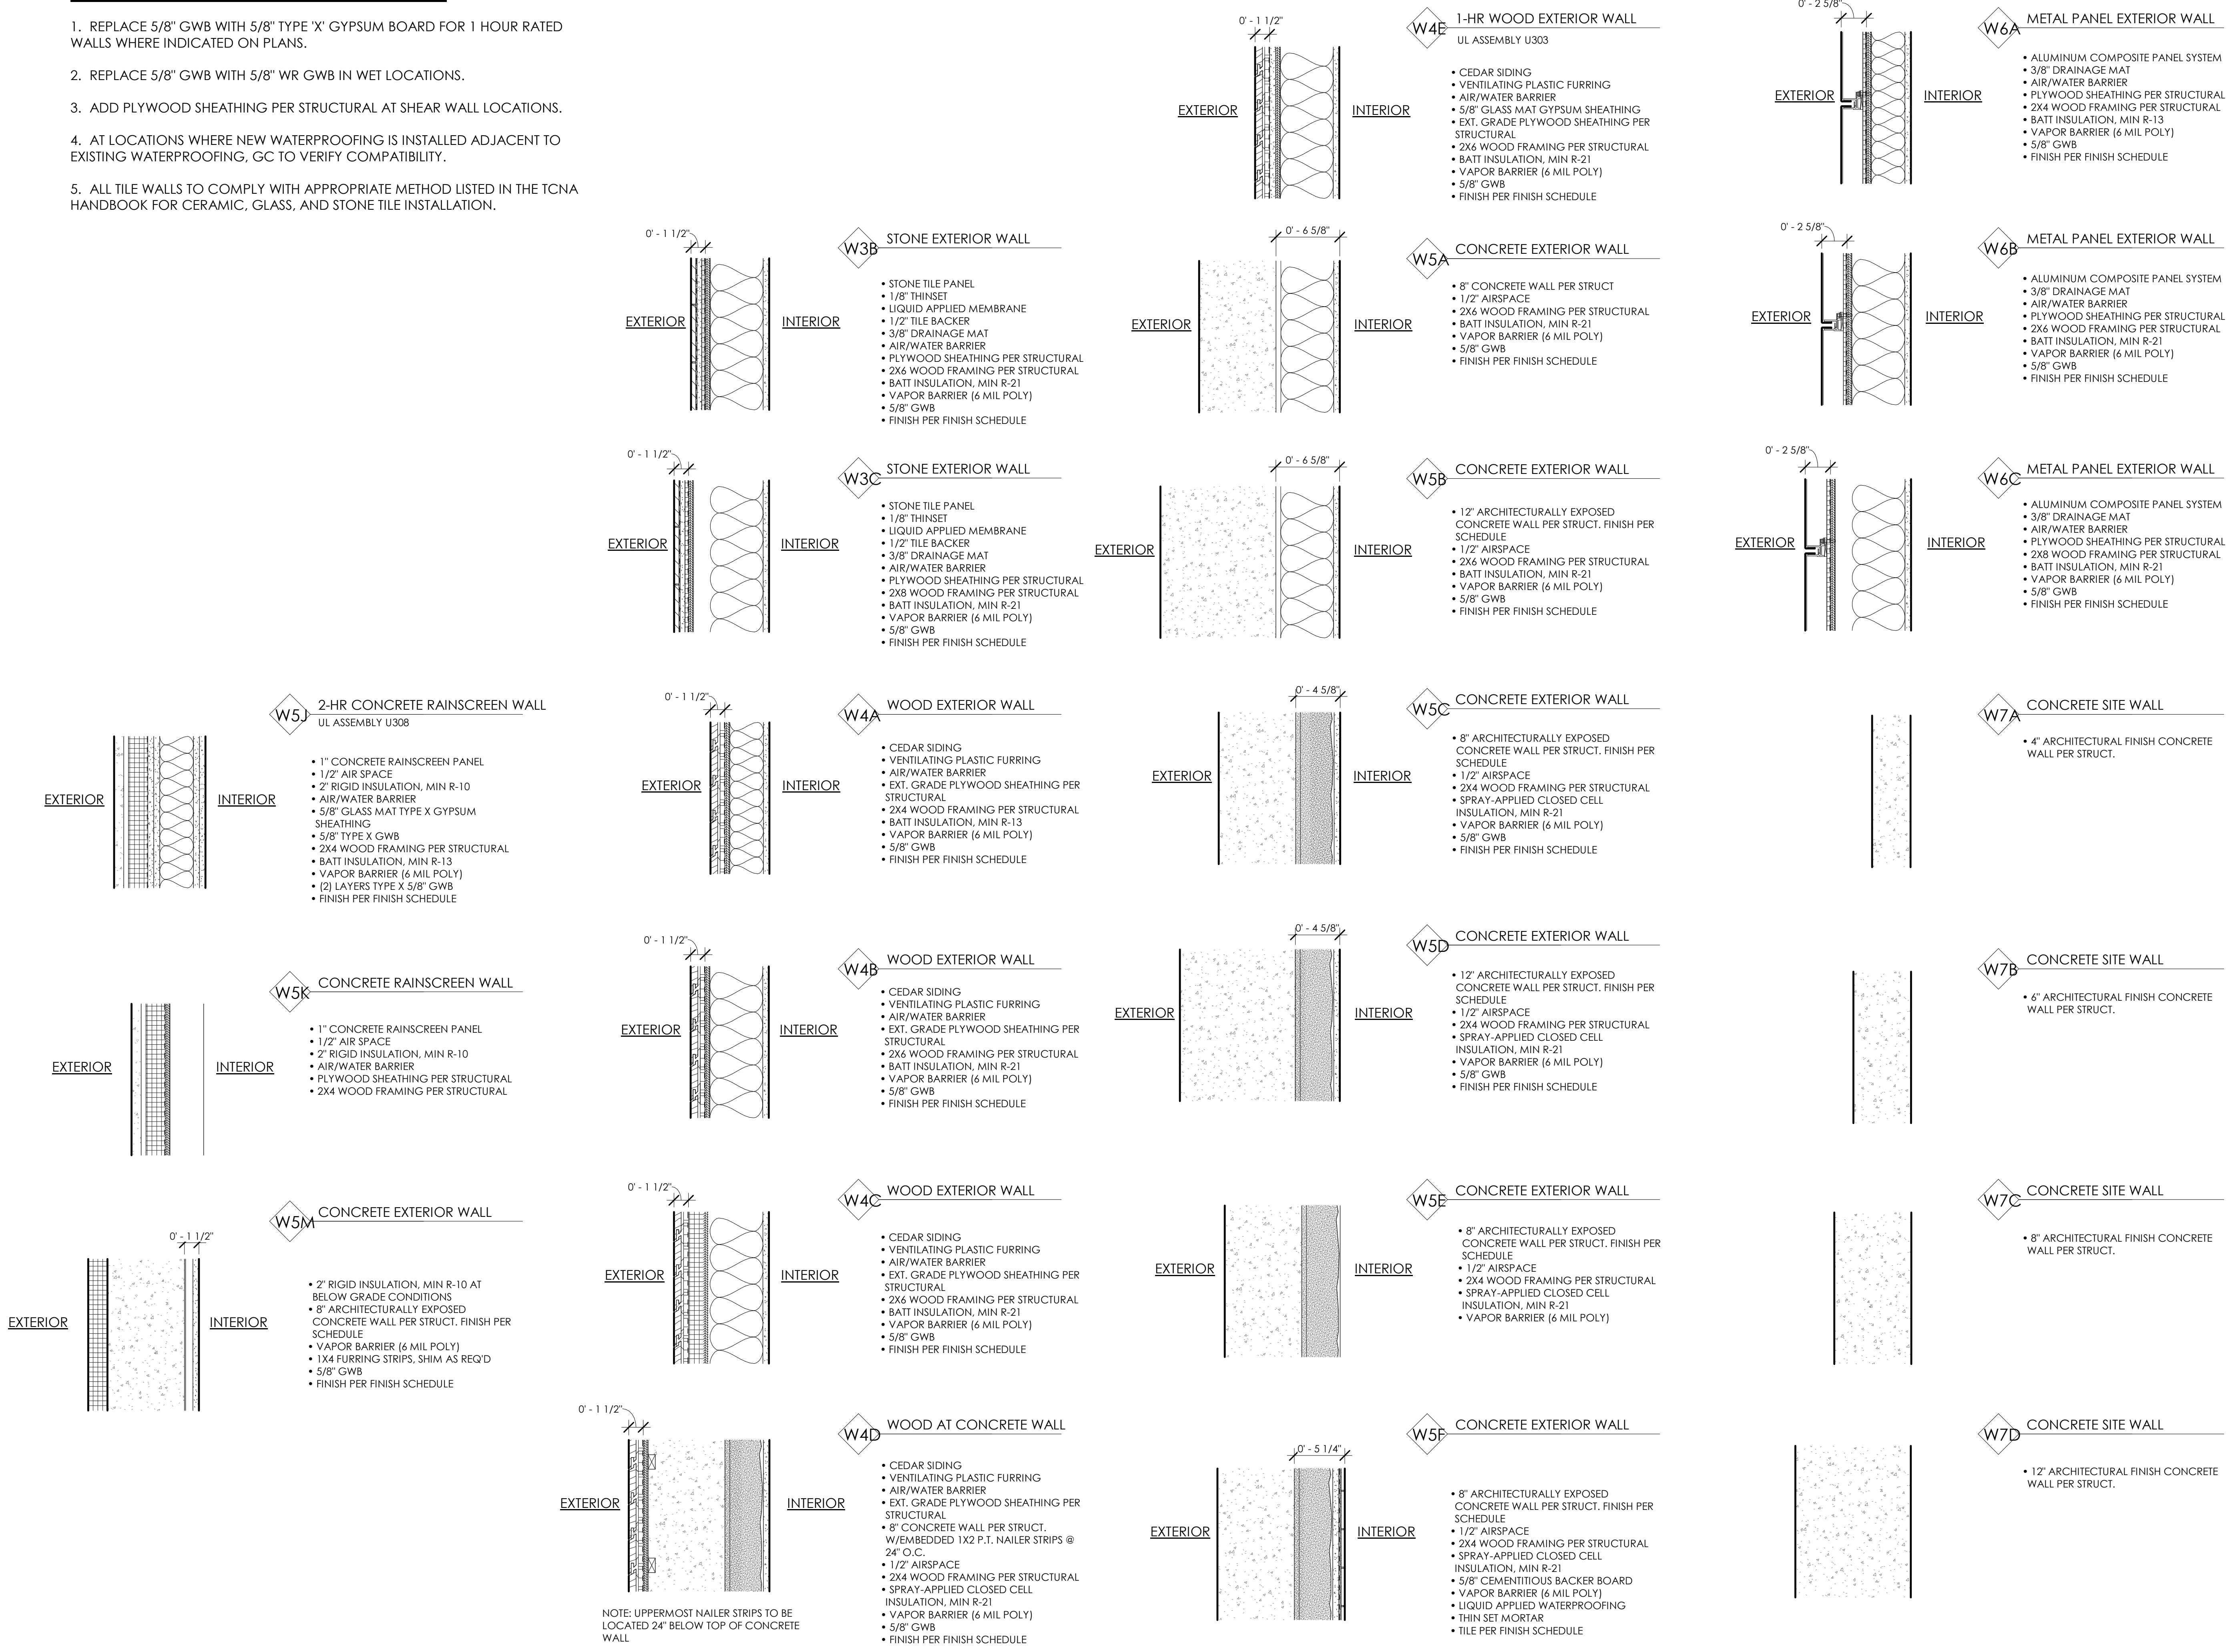 1. REPLACE 5/8" GWB WITH 5/8" TYPE 'X' GYPSUM BOARD FOR 1 HOUR RATED
WALLS WHERE INDICATED ON PLANS.
2. REPLACE 5/8" GWB WITH 5/8" WR GWB IN WET LOCATIONS.
3. ADD PLYWOOD SHEATHING PER STRUCTURAL AT SHEAR WALL LOCATIONS.
4. AT LOCATIONS WHERE NEW WATERPROOFING IS INSTALLED ADJACENT TO
EXISTING WATERPROOFING, GC TO VERIFY COMPATIBILITY.
5. ALL TILE WALLS TO COMPLY WITH APPROPRIATE METHOD LISTED IN THE TCNA
HANDBOOK FOR CERAMIC, GLASS, AND STONE TILE INSTALLATION.
W5J
2-HR CONCRETE RAINSCREEN WALL
UL ASSEMBLY U308
EXTERIOR
INTERIOR
• 1" CONCRETE RAINSCREEN PANEL
• 1/2" AIR SPACE
• 2" RIGID INSULATION, MIN R-10
• AIR/WATER BARRIER
• 5/8" GLASS MAT TYPE X GYPSUM
SHEATHING
• 5/8" TYPE X GWB
• 2X4 WOOD FRAMING PER STRUCTURAL
• BATT INSULATION, MIN R-13
• VAPOR BARRIER (6 MIL POLY)
• (2) LAYERS TYPE X 5/8" GWB
• FINISH PER FINISH SCHEDULE
W5K
CONCRETE RAINSCREEN WALL
EXTERIOR
INTERIOR
• 1" CONCRETE RAINSCREEN PANEL
• 1/2" AIR SPACE
• 2" RIGID INSULATION, MIN R-10
• AIR/WATER BARRIER
• PLYWOOD SHEATHING PER STRUCTURAL
• 2X4 WOOD FRAMING PER STRUCTURAL
W5M
CONCRETE EXTERIOR WALL
0' - 1 1/2"
EXTERIOR
INTERIOR
• 2" RIGID INSULATION, MIN R-10 AT
BELOW GRADE CONDITIONS
• 8" ARCHITECTURALLY EXPOSED
CONCRETE WALL PER STRUCT. FINISH PER
SCHEDULE
• VAPOR BARRIER (6 MIL POLY)
• 1X4 FURRING STRIPS, SHIM AS REQ'D
• 5/8" GWB
• FINISH PER FINISH SCHEDULE
0' - 1 1/2"
W3B
STONE EXTERIOR WALL
EXTERIOR
INTERIOR
• STONE TILE PANEL
• 1/8" THINSET
• LIQUID APPLIED MEMBRANE
• 1/2" TILE BACKER
• 3/8" DRAINAGE MAT
• AIR/WATER BARRIER
• PLYWOOD SHEATHING PER STRUCTURAL
• 2X6 WOOD FRAMING PER STRUCTURAL
• BATT INSULATION, MIN R-21
• VAPOR BARRIER (6 MIL POLY)
• 5/8" GWB
• FINISH PER FINISH SCHEDULE
0' - 1 1/2"
W3C
STONE EXTERIOR WALL
EXTERIOR
INTERIOR
• STONE TILE PANEL
• 1/8" THINSET
• LIQUID APPLIED MEMBRANE
• 1/2" TILE BACKER
• 3/8" DRAINAGE MAT
• AIR/WATER BARRIER
• PLYWOOD SHEATHING PER STRUCTURAL
• 2X8 WOOD FRAMING PER STRUCTURAL
• BATT INSULATION, MIN R-21
• VAPOR BARRIER (6 MIL POLY)
• 5/8" GWB
• FINISH PER FINISH SCHEDULE
0' - 1 1/2"
W4A
WOOD EXTERIOR WALL
EXTERIOR
INTERIOR
• CEDAR SIDING
• VENTILATING PLASTIC FURRING
• AIR/WATER BARRIER
• EXT. GRADE PLYWOOD SHEATHING PER
STRUCTURAL
• 2X4 WOOD FRAMING PER STRUCTURAL
• BATT INSULATION, MIN R-13
• VAPOR BARRIER (6 MIL POLY)
• 5/8" GWB
• FINISH PER FINISH SCHEDULE
0' - 1 1/2"
W4B
WOOD EXTERIOR WALL
EXTERIOR
INTERIOR
• CEDAR SIDING
• VENTILATING PLASTIC FURRING
• AIR/WATER BARRIER
• EXT. GRADE PLYWOOD SHEATHING PER
STRUCTURAL
• 2X6 WOOD FRAMING PER STRUCTURAL
• BATT INSULATION, MIN R-21
• VAPOR BARRIER (6 MIL POLY)
• 5/8" GWB
• FINISH PER FINISH SCHEDULE
0' - 1 1/2"
W4C
WOOD EXTERIOR WALL
EXTERIOR
INTERIOR
• CEDAR SIDING
• VENTILATING PLASTIC FURRING
• AIR/WATER BARRIER
• EXT. GRADE PLYWOOD SHEATHING PER
STRUCTURAL
• 2X6 WOOD FRAMING PER STRUCTURAL
• BATT INSULATION, MIN R-21
• VAPOR BARRIER (6 MIL POLY)
• 5/8" GWB
• FINISH PER FINISH SCHEDULE
0' - 1 1/2"
W4D
WOOD AT CONCRETE WALL
EXTERIOR
INTERIOR
• CEDAR SIDING
• VENTILATING PLASTIC FURRING
• AIR/WATER BARRIER
• EXT. GRADE PLYWOOD SHEATHING PER
STRUCTURAL
• 8" CONCRETE WALL PER STRUCT.
W/EMBEDDED 1X2 P.T. NAILER STRIPS @
24" O.C.
• 1/2" AIRSPACE
• 2X4 WOOD FRAMING PER STRUCTURAL
• SPRAY-APPLIED CLOSED CELL
INSULATION, MIN R-21
• VAPOR BARRIER (6 MIL POLY)
• 5/8" GWB
• FINISH PER FINISH SCHEDULE
NOTE: UPPERMOST NAILER STRIPS TO BE
LOCATED 24" BELOW TOP OF CONCRETE
WALL
0' - 1 1/2"
W4E
1-HR WOOD EXTERIOR WALL
UL ASSEMBLY U303
EXTERIOR
INTERIOR
• CEDAR SIDING
• VENTILATING PLASTIC FURRING
• AIR/WATER BARRIER
• 5/8" GLASS MAT GYPSUM SHEATHING
• EXT. GRADE PLYWOOD SHEATHING PER
STRUCTURAL
• 2X6 WOOD FRAMING PER STRUCTURAL
• BATT INSULATION, MIN R-21
• VAPOR BARRIER (6 MIL POLY)
• 5/8" GWB
• FINISH PER FINISH SCHEDULE
0' - 6 5/8"
W5A
CONCRETE EXTERIOR WALL
EXTERIOR
INTERIOR
• 8" CONCRETE WALL PER STRUCT
• 1/2" AIRSPACE
• 2X6 WOOD FRAMING PER STRUCTURAL
• BATT INSULATION, MIN R-21
• VAPOR BARRIER (6 MIL POLY)
• 5/8" GWB
• FINISH PER FINISH SCHEDULE
0' - 6 5/8"
W5B
CONCRETE EXTERIOR WALL
EXTERIOR
INTERIOR
• 12" ARCHITECTURALLY EXPOSED
CONCRETE WALL PER STRUCT. FINISH PER
SCHEDULE
• 1/2" AIRSPACE
• 2X6 WOOD FRAMING PER STRUCTURAL
• BATT INSULATION, MIN R-21
• VAPOR BARRIER (6 MIL POLY)
• 5/8" GWB
• FINISH PER FINISH SCHEDULE
0' - 4 5/8"
W5C
CONCRETE EXTERIOR WALL
EXTERIOR
INTERIOR
• 8" ARCHITECTURALLY EXPOSED
CONCRETE WALL PER STRUCT. FINISH PER
SCHEDULE
• 1/2" AIRSPACE
• 2X4 WOOD FRAMING PER STRUCTURAL
• SPRAY-APPLIED CLOSED CELL
INSULATION, MIN R-21
• VAPOR BARRIER (6 MIL POLY)
• 5/8" GWB
• FINISH PER FINISH SCHEDULE
0' - 4 5/8"
W5D
CONCRETE EXTERIOR WALL
EXTERIOR
INTERIOR
• 12" ARCHITECTURALLY EXPOSED
CONCRETE WALL PER STRUCT. FINISH PER
SCHEDULE
• 1/2" AIRSPACE
• 2X4 WOOD FRAMING PER STRUCTURAL
• SPRAY-APPLIED CLOSED CELL
INSULATION, MIN R-21
• VAPOR BARRIER (6 MIL POLY)
• 5/8" GWB
• FINISH PER FINISH SCHEDULE
W5E
CONCRETE EXTERIOR WALL
EXTERIOR
INTERIOR
• 8" ARCHITECTURALLY EXPOSED
CONCRETE WALL PER STRUCT. FINISH PER
SCHEDULE
• 1/2" AIRSPACE
• 2X4 WOOD FRAMING PER STRUCTURAL
• SPRAY-APPLIED CLOSED CELL
INSULATION, MIN R-21
• VAPOR BARRIER (6 MIL POLY)
0' - 5 1/4"
W5F
CONCRETE EXTERIOR WALL
EXTERIOR
INTERIOR
• 8" ARCHITECTURALLY EXPOSED
CONCRETE WALL PER STRUCT. FINISH PER
SCHEDULE
• 1/2" AIRSPACE
• 2X4 WOOD FRAMING PER STRUCTURAL
• SPRAY-APPLIED CLOSED CELL
INSULATION, MIN R-21
• 5/8" CEMENTITIOUS BACKER BOARD
• VAPOR BARRIER (6 MIL POLY)
• LIQUID APPLIED WATERPROOFING
• THIN SET MORTAR
• TILE PER FINISH SCHEDULE
0' - 2 5/8"
W6A
METAL PANEL EXTERIOR WALL
EXTERIOR
INTERIOR
• ALUMINUM COMPOSITE PANEL SYSTEM
• 3/8" DRAINAGE MAT
• AIR/WATER BARRIER
• PLYWOOD SHEATHING PER STRUCTURAL
• 2X4 WOOD FRAMING PER STRUCTURAL
• BATT INSULATION, MIN R-13
• VAPOR BARRIER (6 MIL POLY)
• 5/8" GWB
• FINISH PER FINISH SCHEDULE
0' - 2 5/8"
W6B
METAL PANEL EXTERIOR WALL
EXTERIOR
INTERIOR
• ALUMINUM COMPOSITE PANEL SYSTEM
• 3/8" DRAINAGE MAT
• AIR/WATER BARRIER
• PLYWOOD SHEATHING PER STRUCTURAL
• 2X6 WOOD FRAMING PER STRUCTURAL
• BATT INSULATION, MIN R-21
• VAPOR BARRIER (6 MIL POLY)
• 5/8" GWB
• FINISH PER FINISH SCHEDULE
0' - 2 5/8"
W6C
METAL PANEL EXTERIOR WALL
EXTERIOR
INTERIOR
• ALUMINUM COMPOSITE PANEL SYSTEM
• 3/8" DRAINAGE MAT
• AIR/WATER BARRIER
• PLYWOOD SHEATHING PER STRUCTURAL
• 2X8 WOOD FRAMING PER STRUCTURAL
• BATT INSULATION, MIN R-21
• VAPOR BARRIER (6 MIL POLY)
• 5/8" GWB
• FINISH PER FINISH SCHEDULE
W7A
CONCRETE SITE WALL
• 4" ARCHITECTURAL FINISH CONCRETE
WALL PER STRUCT.
W7B
CONCRETE SITE WALL
• 6" ARCHITECTURAL FINISH CONCRETE
WALL PER STRUCT.
W7C
CONCRETE SITE WALL
• 8" ARCHITECTURAL FINISH CONCRETE
WALL PER STRUCT.
W7D
CONCRETE SITE WALL
• 12" ARCHITECTURAL FINISH CONCRETE
WALL PER STRUCT.